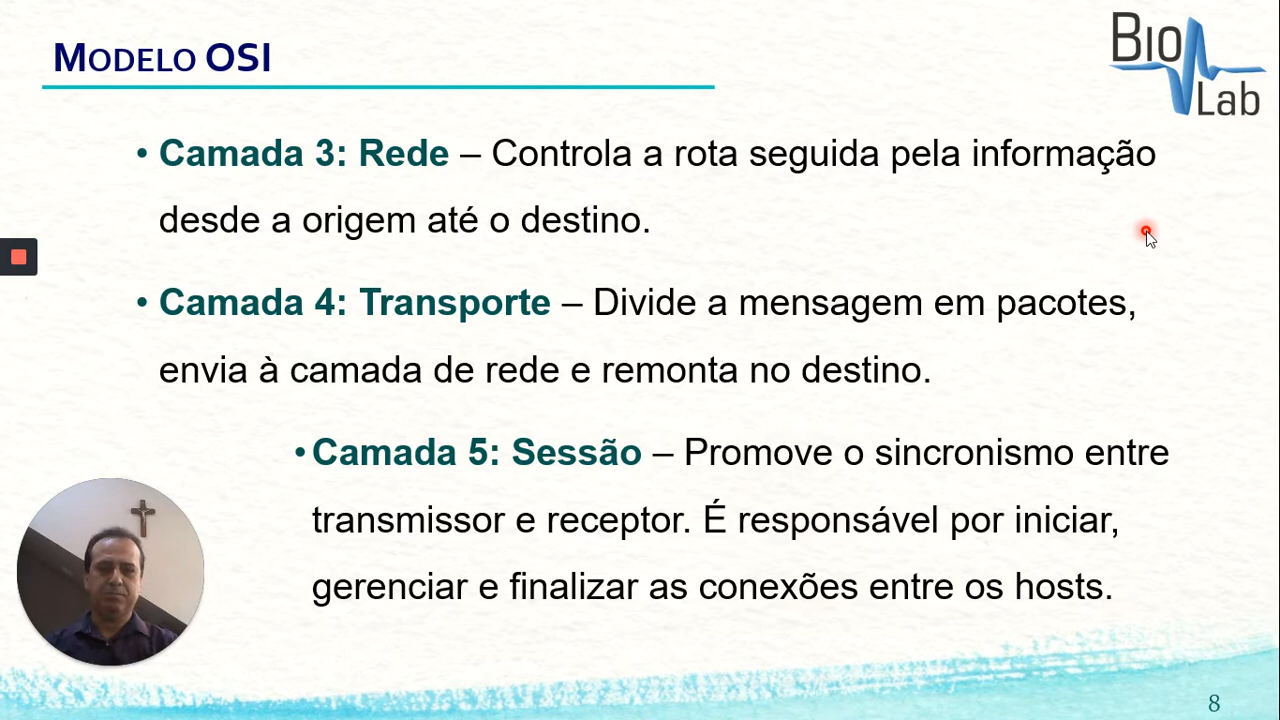 MODELO OSI
Bio
Lab
• Camada 3: Rede – Controla a rota seguida pela informação
desde a origem até o destino.
• Camada 4: Transporte – Divide a mensagem em pacotes,
envia à camada de rede e remonta no destino.
• Camada 5: Sessão – Promove o sincronismo entre
transmissor e receptor. É responsável por iniciar,
gerenciar e finalizar as conexões entre os hosts.
8